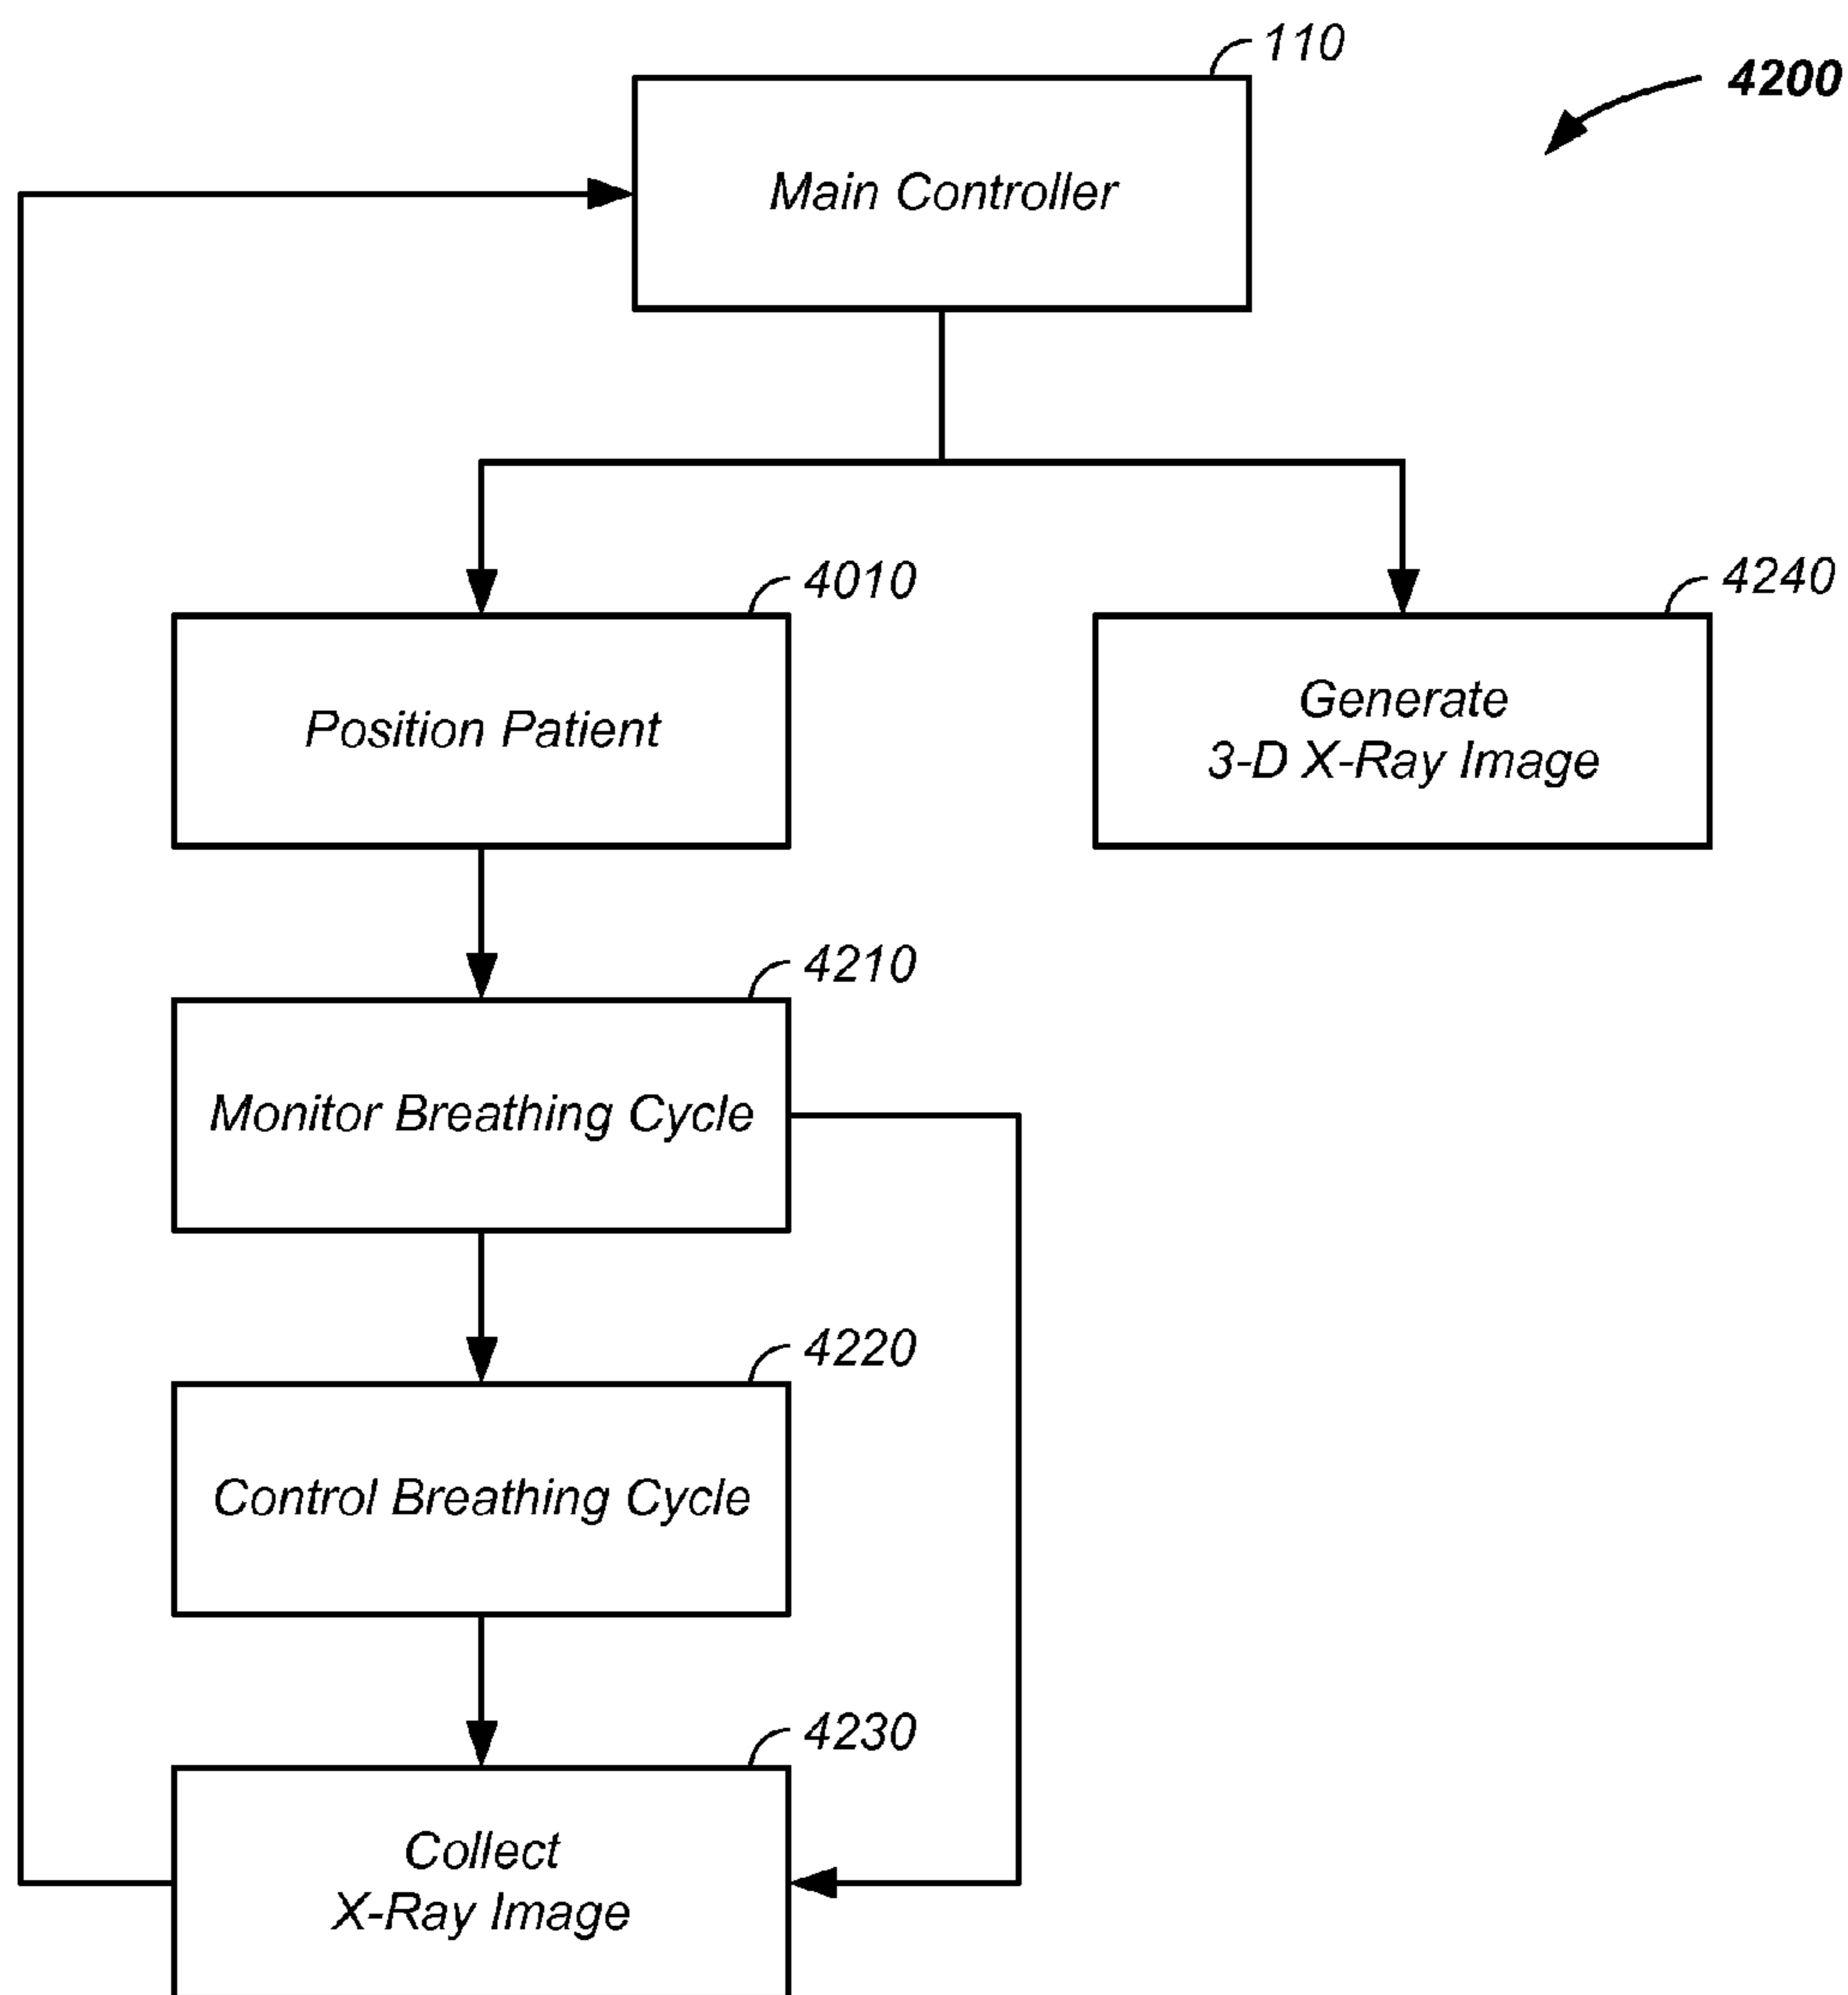 110
4200
Main Controller
4010
4240
Position Patient
Generate
3-D X-Ray Image
4210
Monitor Breathing Cycle
4220
Control Breathing Cycle
4230
Collect
X-Ray Image